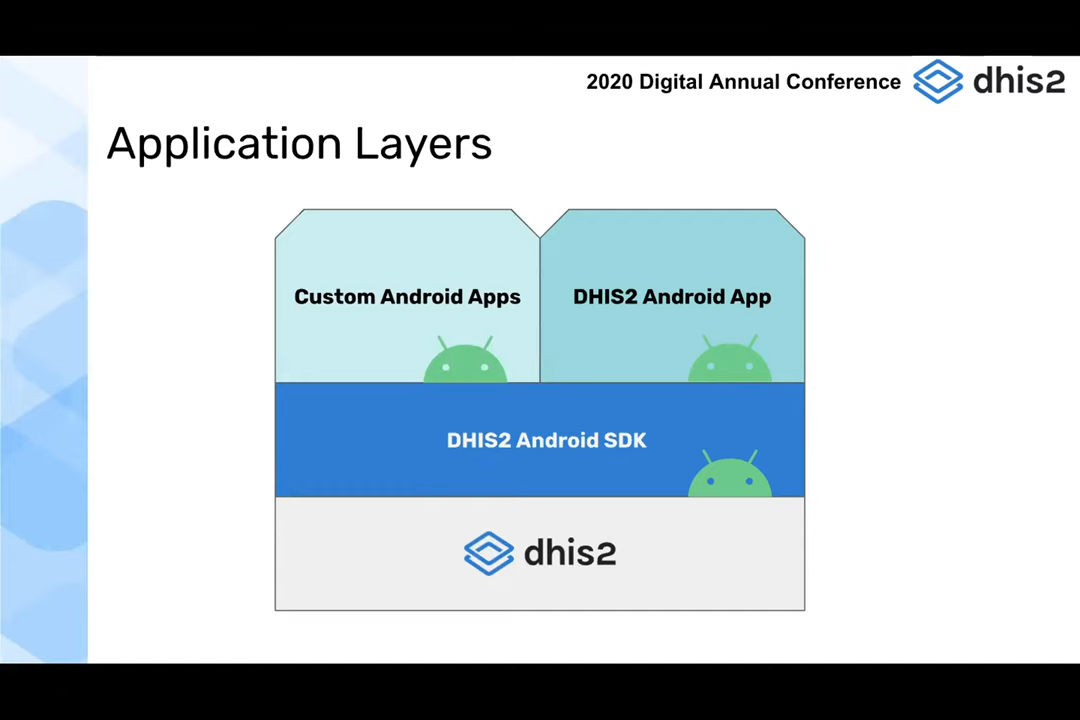 2020 Digital Annual Conference
dhis2
Application Layers
Custom Android Apps
DHIS2 Android App
DHIS2 Android SDK
dhis2